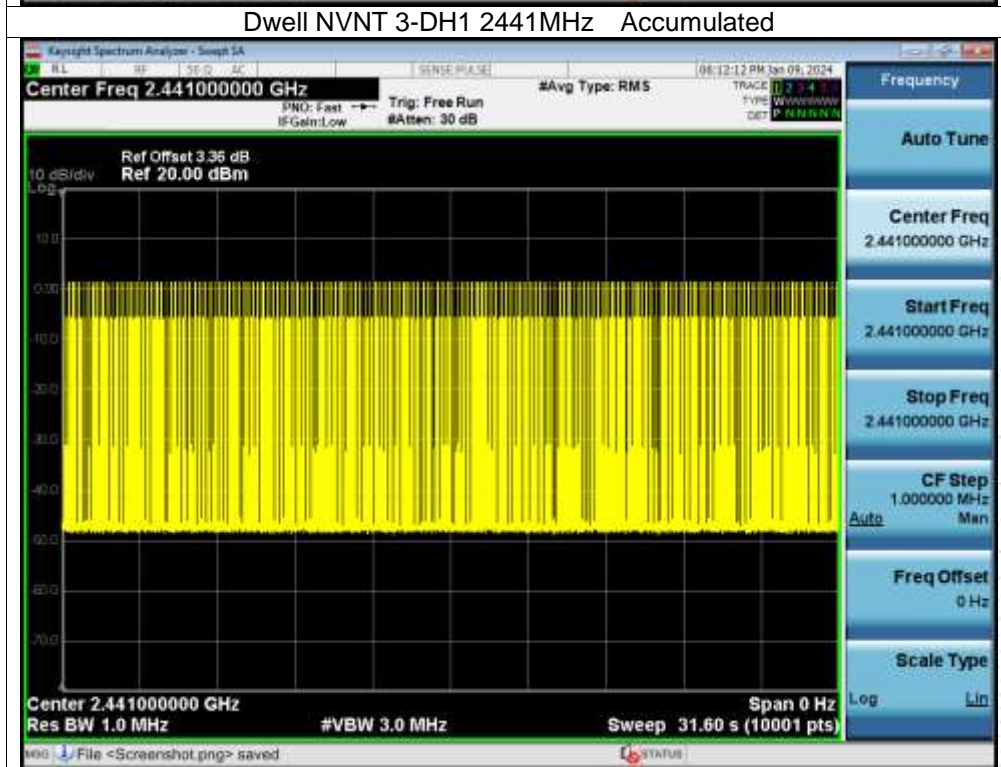 Dwell NVNT 3-DH1 2441MHz Accumulated
Keysight Spectrum Analyzer - Swept SA
RL RF 50 Ω AC SENSE:PULSE 06:12:12 PM Jan 09, 2024
Center Freq 2.441000000 GHz
PNO: Fast
IFGain:Low
Trig: Free Run
#Atten: 30 dB
#Avg Type: RMS
TRACE 1 2 3 4 5 6
TYPE
DET P N N N N N
Ref Offset 3.36 dB
10 dB/div Ref 20.00 dBm
Log
10.0
0.00
-10.0
-20.0
-30.0
-40.0
-50.0
-60.0
-70.0
Center 2.441000000 GHz Span 0 Hz
Res BW 1.0 MHz #VBW 3.0 MHz Sweep 31.60 s (10001 pts)
MSG File <Screenshot.png> saved STATUS
Frequency
Auto Tune
Center Freq
2.441000000 GHz
Start Freq
2.441000000 GHz
Stop Freq
2.441000000 GHz
CF Step
1.000000 MHz
Auto Man
Freq Offset
0 Hz
Scale Type
Log Lin